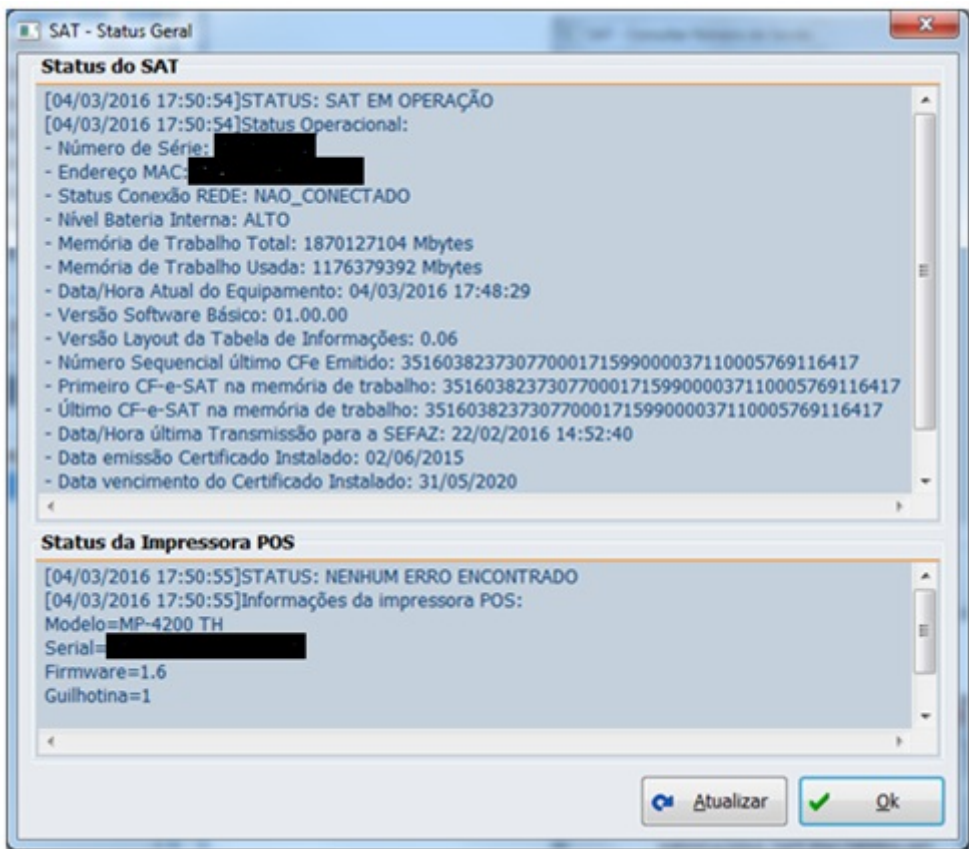 SAT - Status Geral
Status do SAT
[04/03/2016 17:50:54]STATUS: SAT EM OPERAÇÃO
[04/03/2016 17:50:54]Status Operacional:
- Número de Série:
- Endereço MAC:
- Status Conexão REDE: NAO_CONECTADO
- Nível Bateria Interna: ALTO
- Memória de Trabalho Total: 1870127104 Mbytes
- Memória de Trabalho Usada: 1176379392 Mbytes
- Data/Hora Atual do Equipamento: 04/03/2016 17:48:29
- Versão Software Básico: 01.00.00
- Versão Layout da Tabela de Informações: 0.06
- Número Sequencial último CFe Emitido: 35160382373077000171599000037110005769116417
- Primeiro CF-e-SAT na memória de trabalho: 35160382373077000171599000037110005769116417
- Último CF-e-SAT na memória de trabalho: 35160382373077000171599000037110005769116417
- Data/Hora última Transmissão para a SEFAZ: 22/02/2016 14:52:40
- Data emissão Certificado Instalado: 02/06/2015
- Data vencimento do Certificado Instalado: 31/05/2020
Status da Impressora POS
[04/03/2016 17:50:55]STATUS: NENHUM ERRO ENCONTRADO
[04/03/2016 17:50:55]Informações da impressora POS:
Modelo=MP-4200 TH
Serial=
Firmware=1.6
Guilhotina=1
Atualizar
Ok